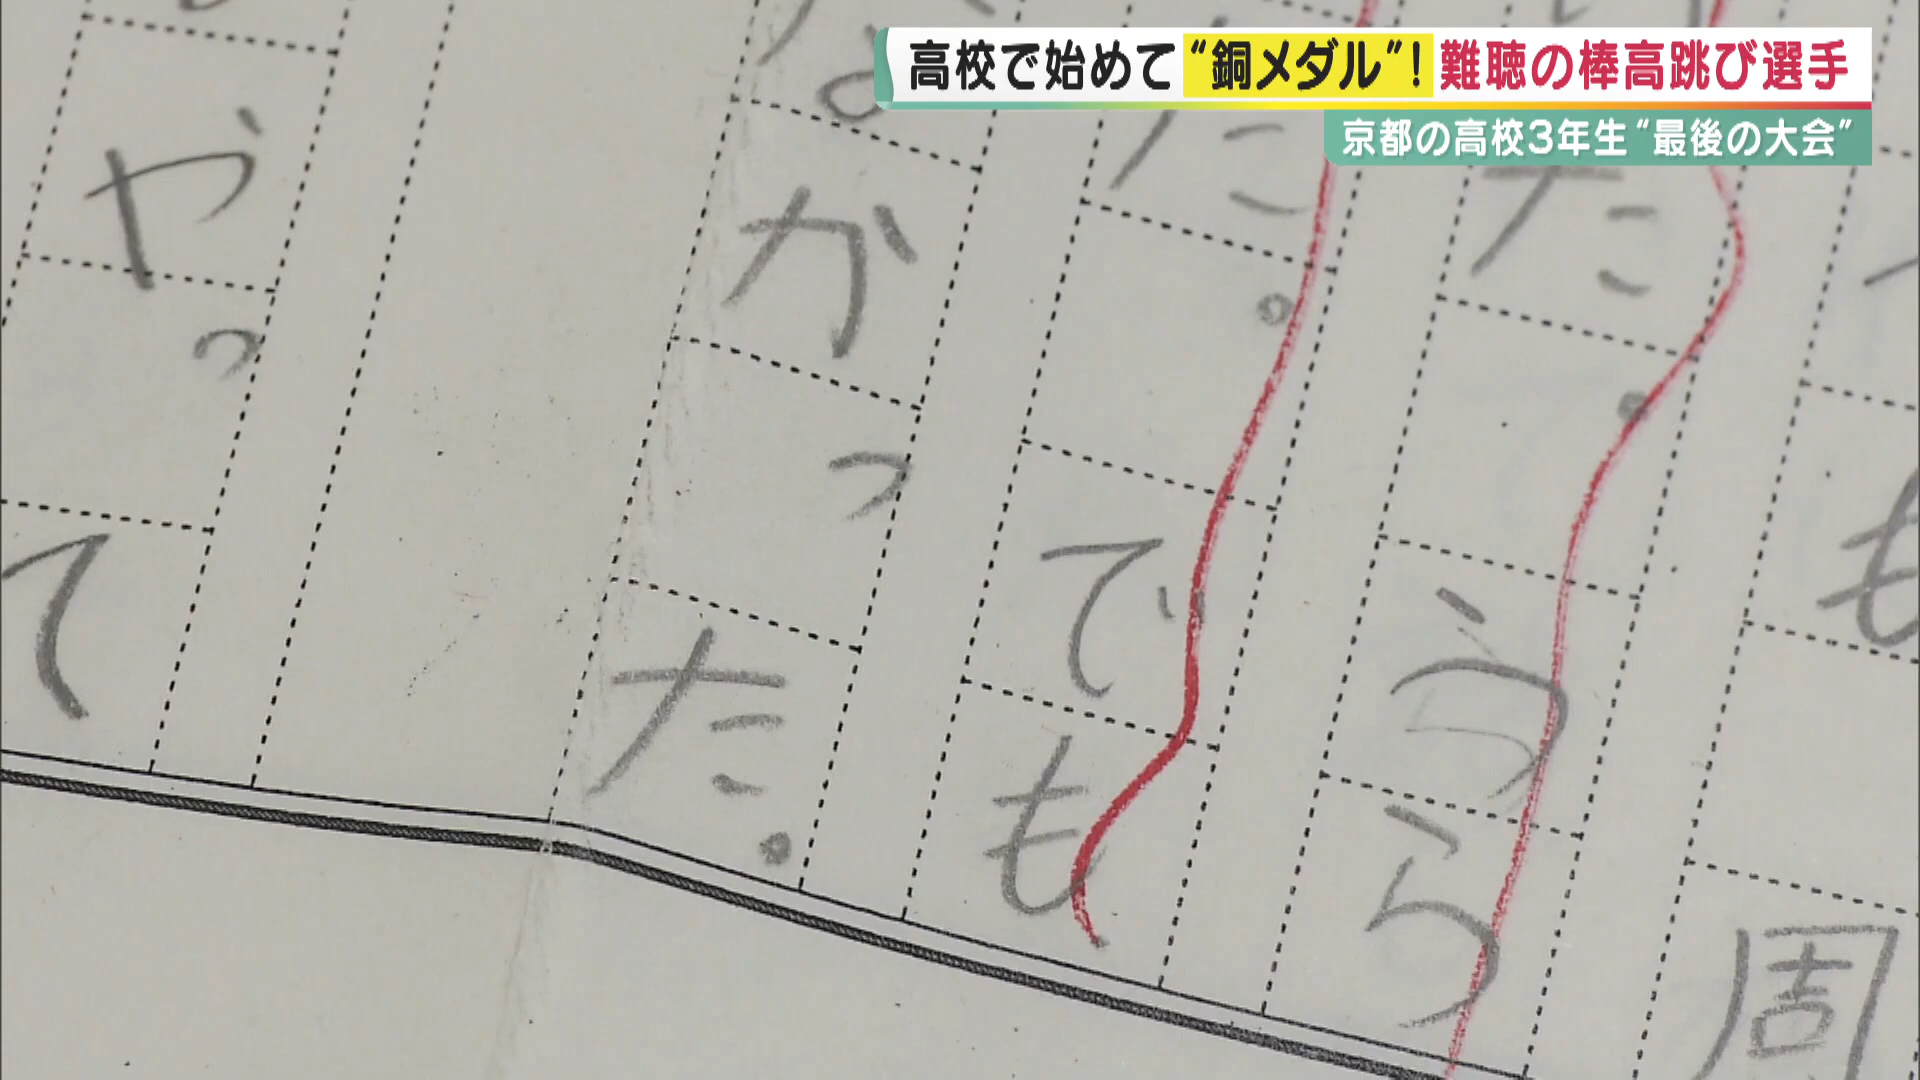 高校で始めて“銅メダル”!難聴の棒高跳び選手
京都の高校3年生“最後の大会”
も
周
た。うら
た。でも
かった。
やって